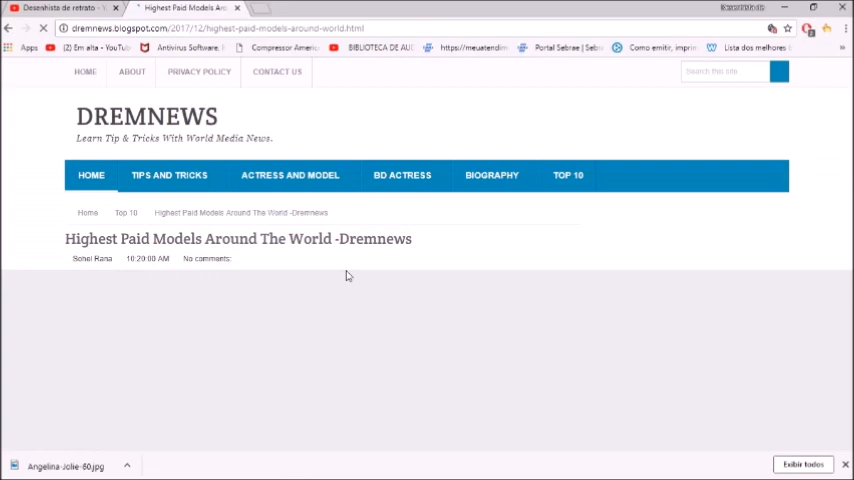 Desenhista de retrato - Y
Highest Paid Models Aro
dremnews.blogspot.com/2017/12/highest-paid-models-around-world.html
Apps
(2) Em alta - YouTub
Antivirus Software, I
Compressor America
BIBLIOTECA DE AUD
https://meuatendim
Portal Sebrae | Sebra
Como emitir, imprim
Lista dos melhores
HOME
ABOUT
PRIVACY POLICY
CONTACT US
Search this site
DREMNEWS
Learn Tip & Tricks With World Media News.
HOME
TIPS AND TRICKS
ACTRESS AND MODEL
BD ACTRESS
BIOGRAPHY
TOP 10
Home
Top 10
Highest Paid Models Around The World -Dremnews
Highest Paid Models Around The World -Dremnews
Sohel Rana
10:20:00 AM
No comments:
Angelina-Jolie-60.jpg
Exibir todos